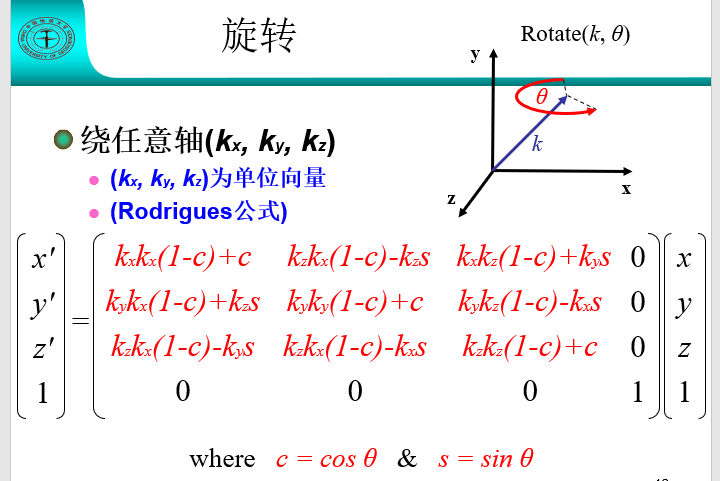 旋转
Rotate(k, θ)
y
θ
k
x
z
绕任意轴(kx, ky, kz)
(kx, ky, kz)为单位向量
(Rodrigues公式)
x' kxkx(1-c)+c kzkx(1-c)-kzs kxkz(1-c)+kys 0 x
y' = kykx(1-c)+kzs kyky(1-c)+c kykz(1-c)-kxs 0 y
z' kzkx(1-c)-kys kzkx(1-c)-kxs kzkz(1-c)+c 0 z
1 0 0 0 1 1
where c = cos θ & s = sin θ